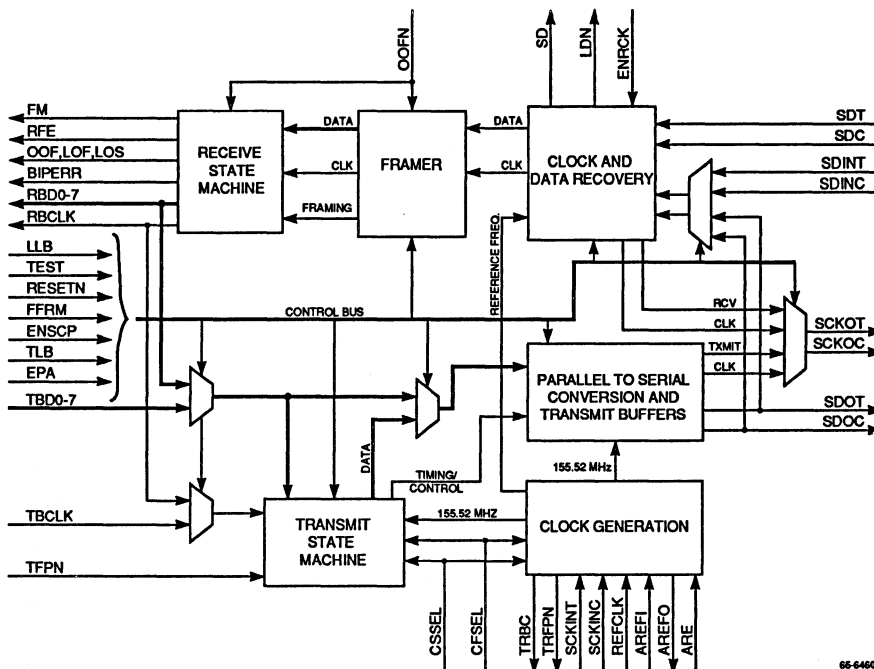 OOFN
SD
LDN
ENRCK
FM
RFE
OOF,LOF,LOS
BIPERR
RBD0-7
RBCLK
RECEIVE
STATE
MACHINE
DATA
CLK
FRAMING
FRAMER
DATA
CLK
CLOCK AND
DATA RECOVERY
SDT
SDC
SDINT
SDINC
REFERENCE FREQ.
LLB
TEST
RESETN
FFRM
ENSCP
TLB
EPA
TBD0-7
CONTROL BUS
RCV
CLK
TXMIT
CLK
SCKOT
SCKOC
PARALLEL TO SERIAL
CONVERSION AND
TRANSMIT BUFFERS
SDOT
SDOC
DATA
TIMING/
CONTROL
155.52 MHz
TBCLK
TFPN
TRANSMIT
STATE
MACHINE
155.52 MHZ
CLOCK GENERATION
CSSEL
CFSEL
TRBC
TRFPN
SCKINT
SCKINC
REFCLK
AREFI
AREFO
ARE
65-6460